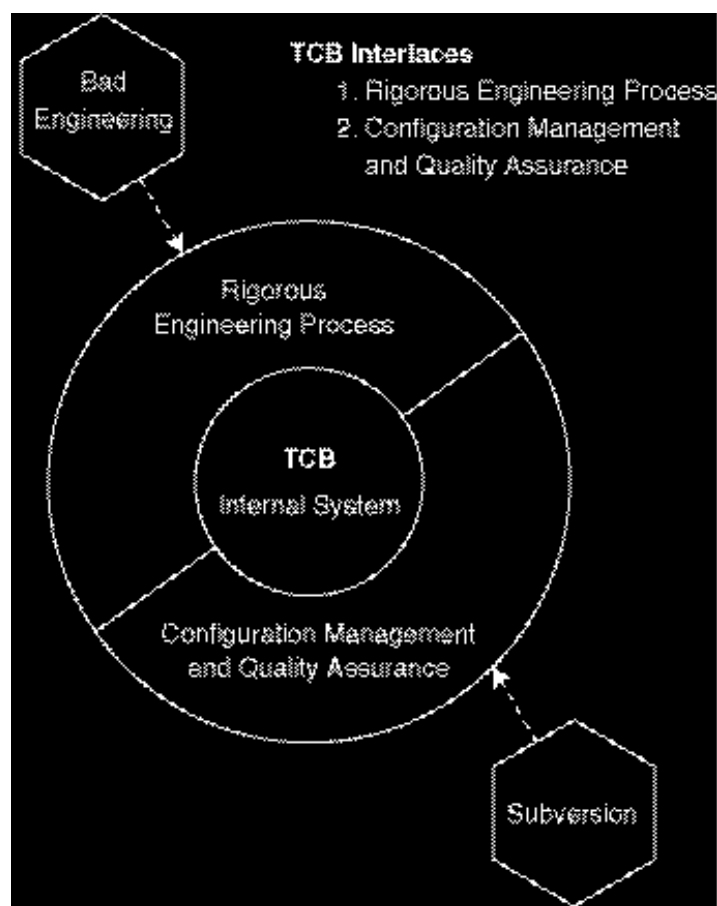 Bad
Engineering
TCB Interfaces
1. Rigorous Engineering Process
2. Configuration Management
and Quality Assurance
Rigorous
Engineering Process
TCB
Internal System
Configuration Management
and Quality Assurance
Subversion